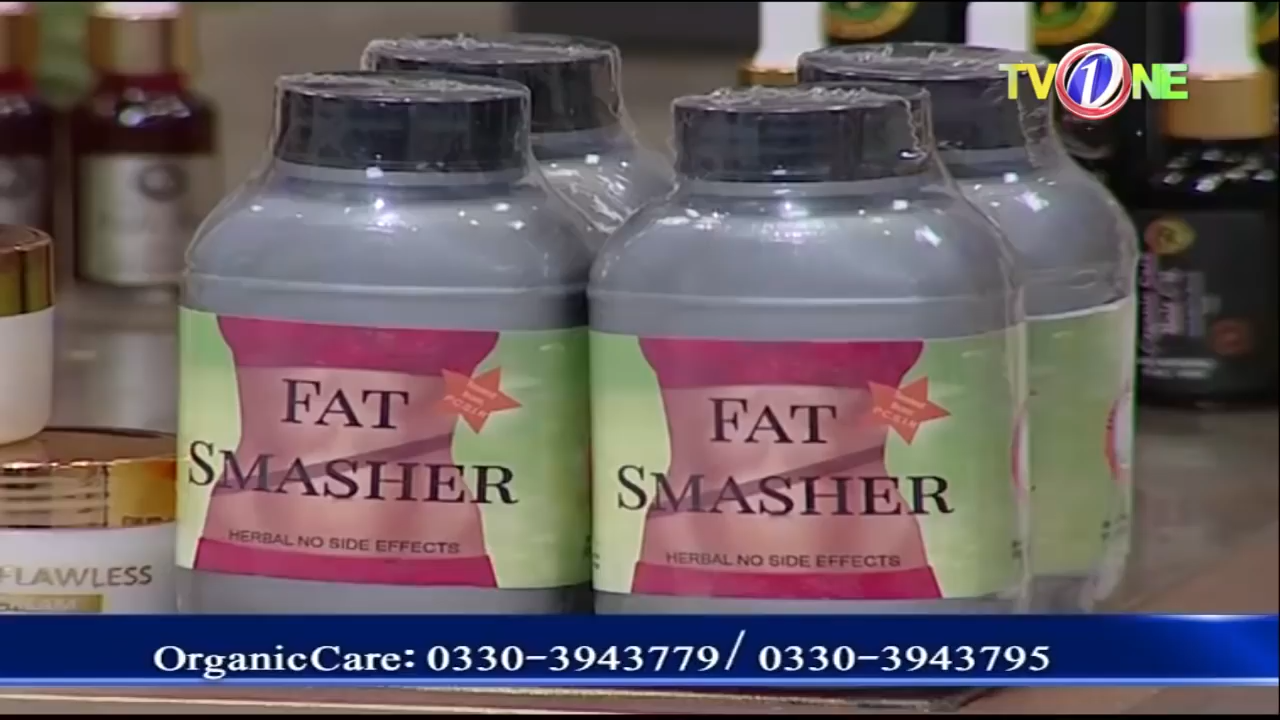 TV ONE
FAT
SMASHER
HERBAL NO SIDE EFFECTS
P.C.S.I.R
FAT
SMASHER
HERBAL NO SIDE EFFECTS
P.C.S.I.R
FLAWLESS
OrganicCare: 0330-3943779/ 0330-3943795